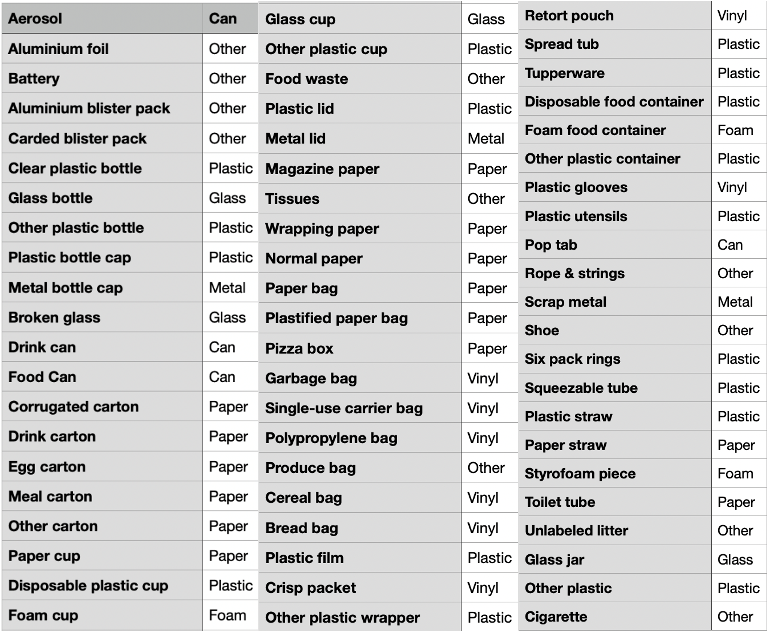 Aerosol Can
Aluminium foil Other
Battery Other
Aluminium blister pack Other
Carded blister pack Other
Clear plastic bottle Plastic
Glass bottle Glass
Other plastic bottle Plastic
Plastic bottle cap Plastic
Metal bottle cap Metal
Broken glass Glass
Drink can Can
Food Can Can
Corrugated carton Paper
Drink carton Paper
Egg carton Paper
Meal carton Paper
Other carton Paper
Paper cup Paper
Disposable plastic cup Plastic
Foam cup Foam
Glass cup Glass
Other plastic cup Plastic
Food waste Other
Plastic lid Plastic
Metal lid Metal
Magazine paper Paper
Tissues Other
Wrapping paper Paper
Normal paper Paper
Paper bag Paper
Plastified paper bag Paper
Pizza box Paper
Garbage bag Vinyl
Single-use carrier bag Vinyl
Polypropylene bag Vinyl
Produce bag Other
Cereal bag Vinyl
Bread bag Vinyl
Plastic film Plastic
Crisp packet Vinyl
Other plastic wrapper Plastic
Retort pouch Vinyl
Spread tub Plastic
Tupperware Plastic
Disposable food container Plastic
Foam food container Foam
Other plastic container Plastic
Plastic glooves Vinyl
Plastic utensils Plastic
Pop tab Can
Rope & strings Other
Scrap metal Metal
Shoe Other
Six pack rings Plastic
Squeezable tube Plastic
Plastic straw Plastic
Paper straw Paper
Styrofoam piece Foam
Toilet tube Paper
Unlabeled litter Other
Glass jar Glass
Other plastic Plastic
Cigarette Other